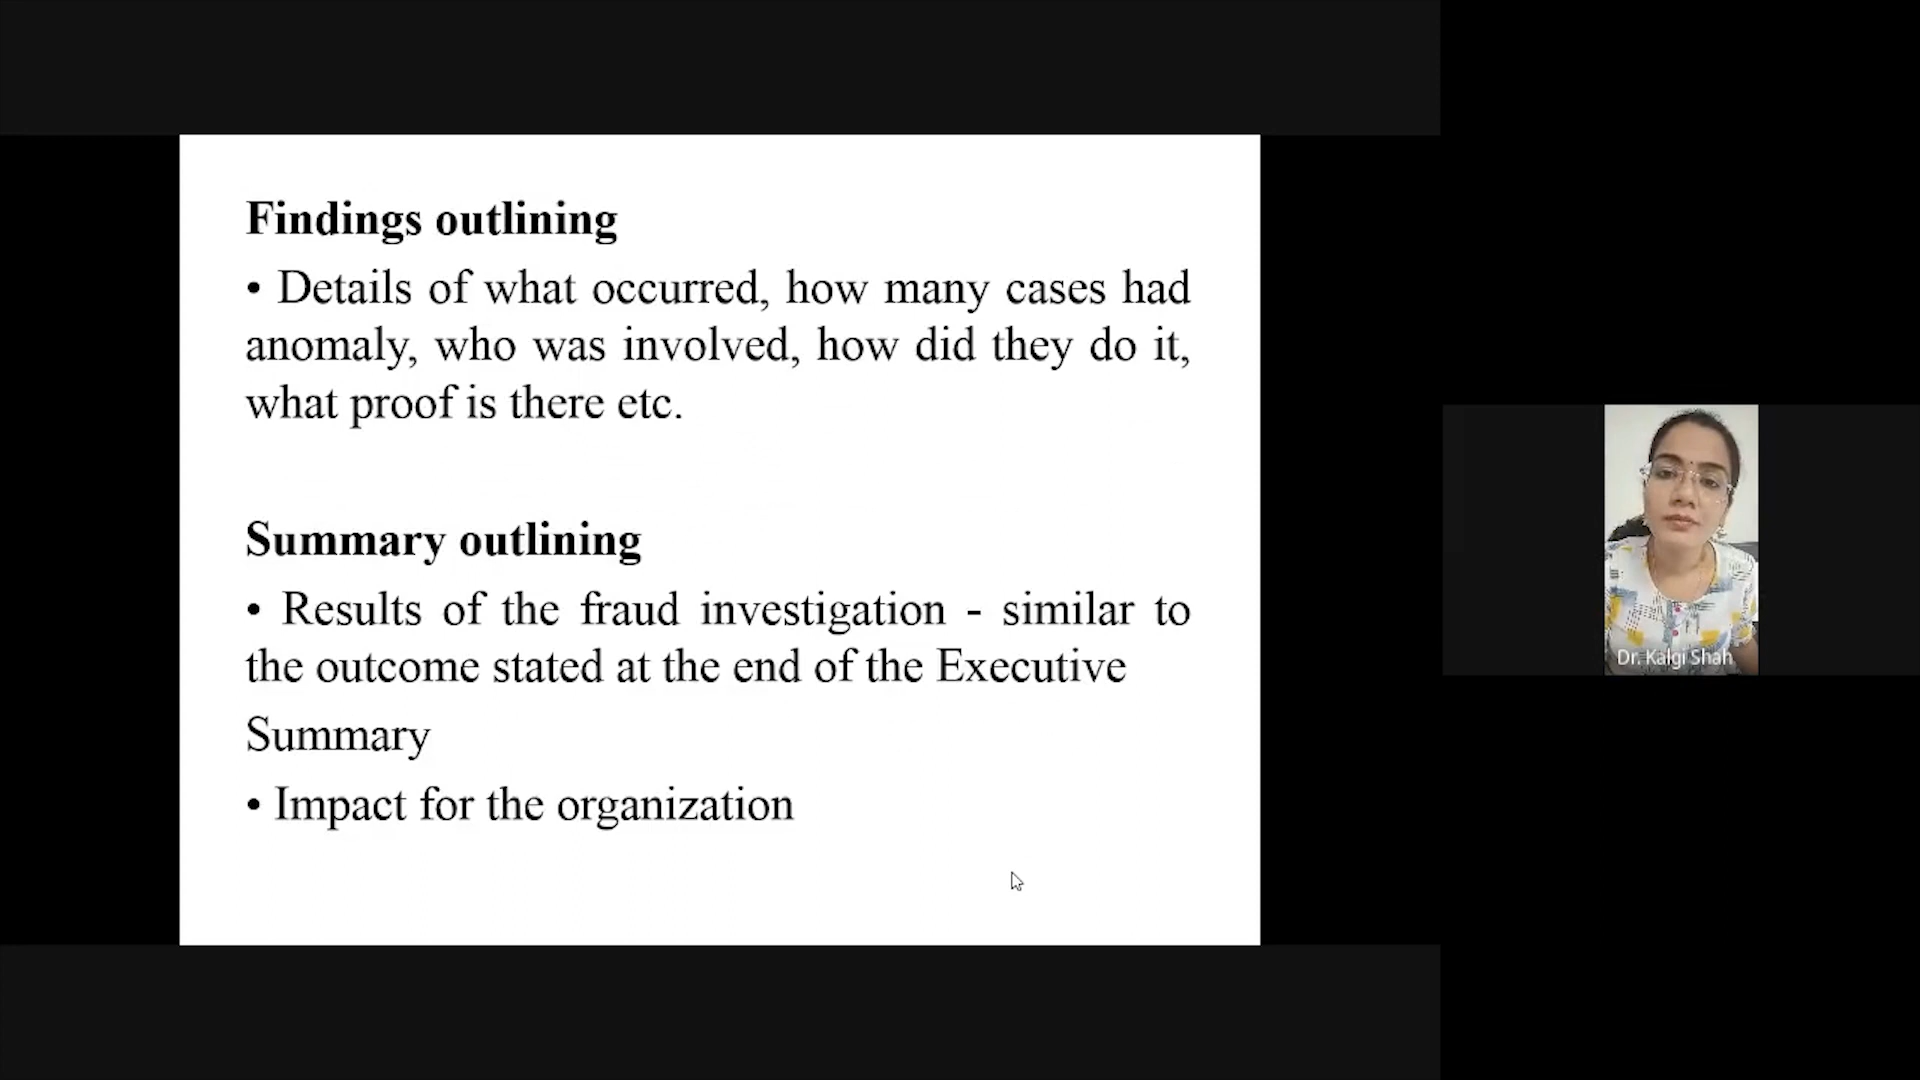 Findings outlining
• Details of what occurred, how many cases had
anomaly, who was involved, how did they do it,
what proof is there etc.
Summary outlining
• Results of the fraud investigation - similar to
the outcome stated at the end of the Executive
Summary
• Impact for the organization
Dr. Kalgi Shah